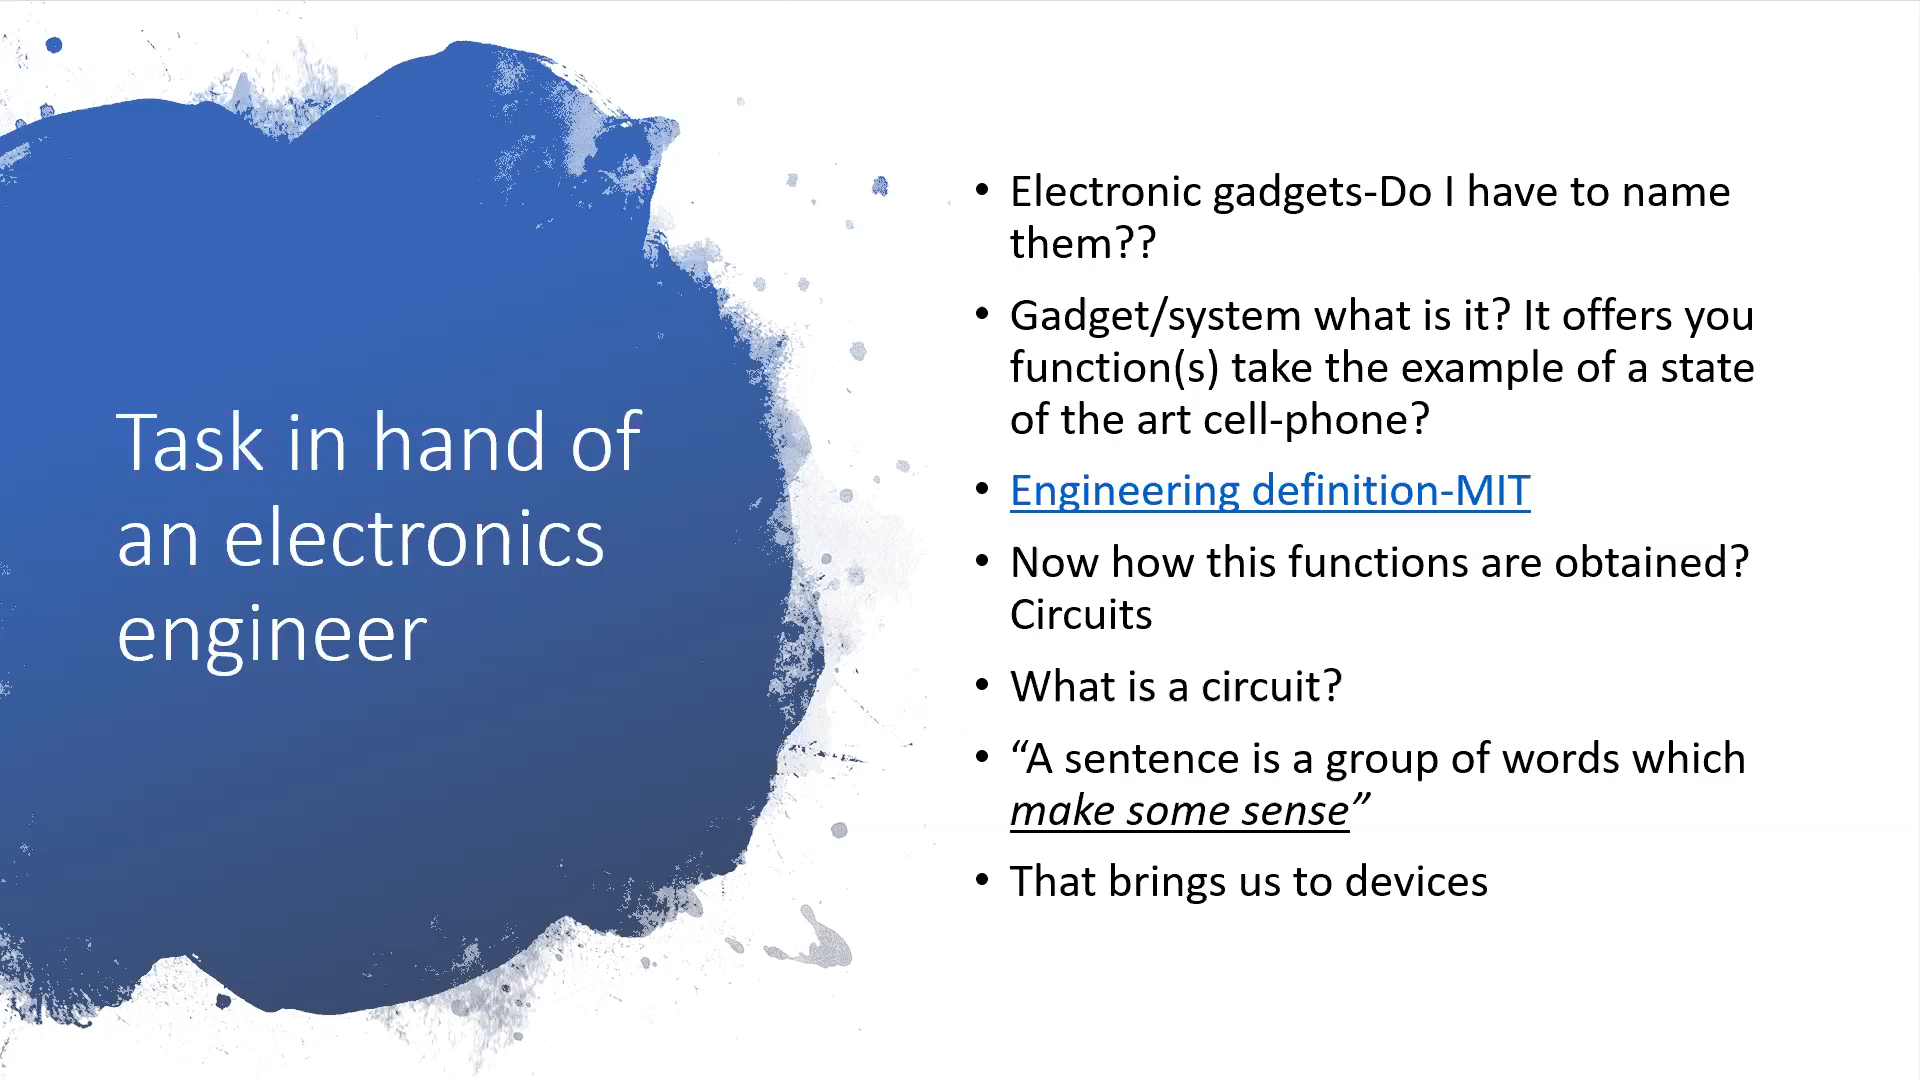 Task in hand of
an electronics
engineer
• Electronic gadgets-Do I have to name
them??
• Gadget/system what is it? It offers you
function(s) take the example of a state
of the art cell-phone?
• Engineering definition-MIT
• Now how this functions are obtained?
Circuits
• What is a circuit?
• “A sentence is a group of words which
make some sense”
• That brings us to devices